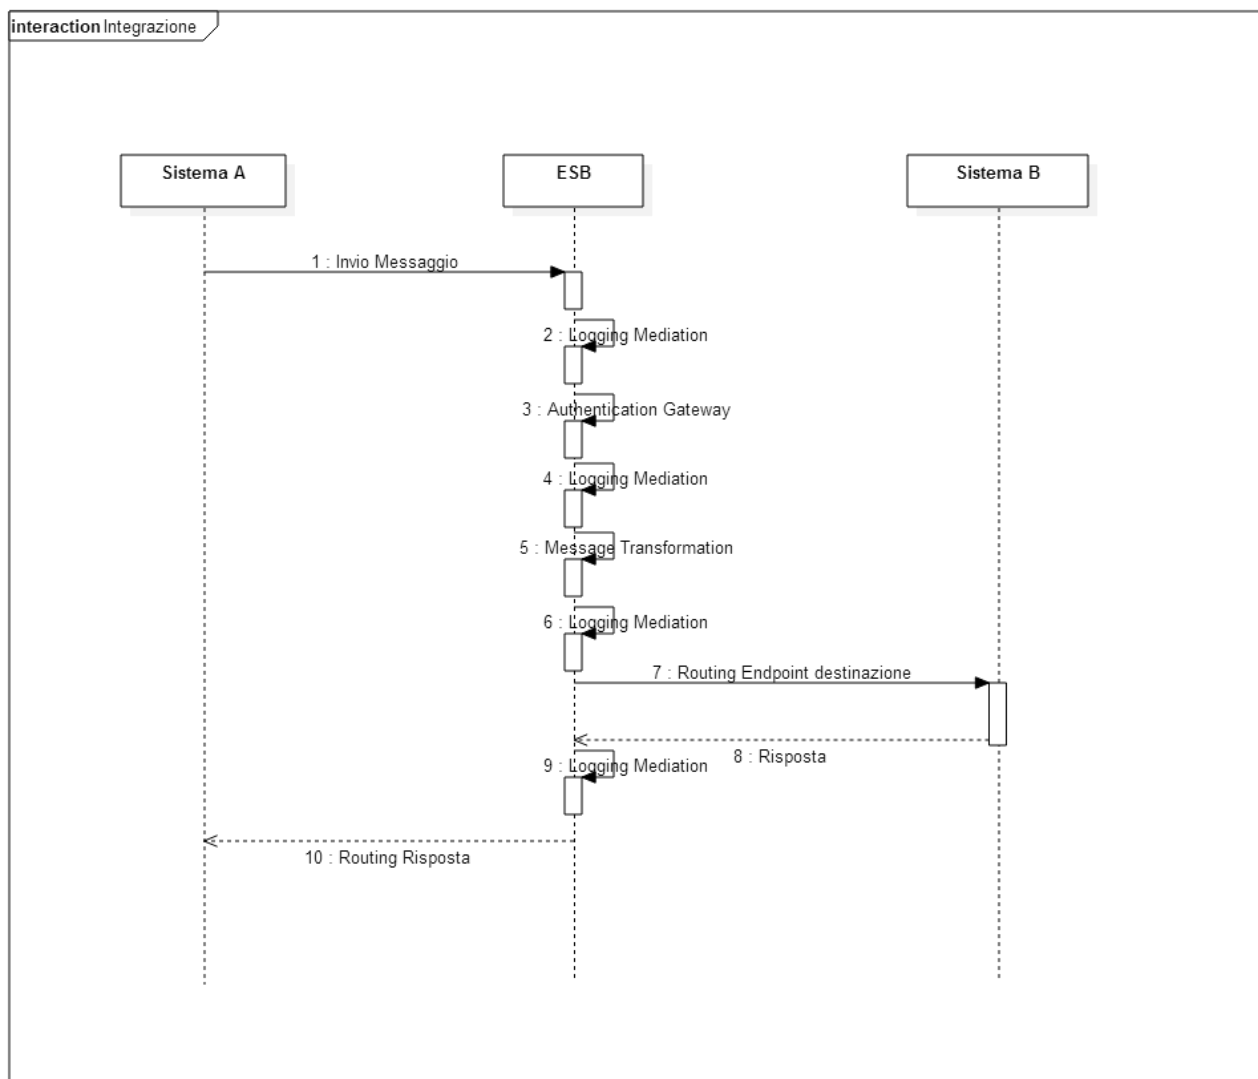 interaction Integrazione
Sistema A
ESB
Sistema B
1 : Invio Messaggio
2 : Logging Mediation
3 : Authentication Gateway
4 : Logging Mediation
5 : Message Transformation
6 : Logging Mediation
7 : Routing Endpoint destinazione
8 : Risposta
9 : Logging Mediation
10 : Routing Risposta